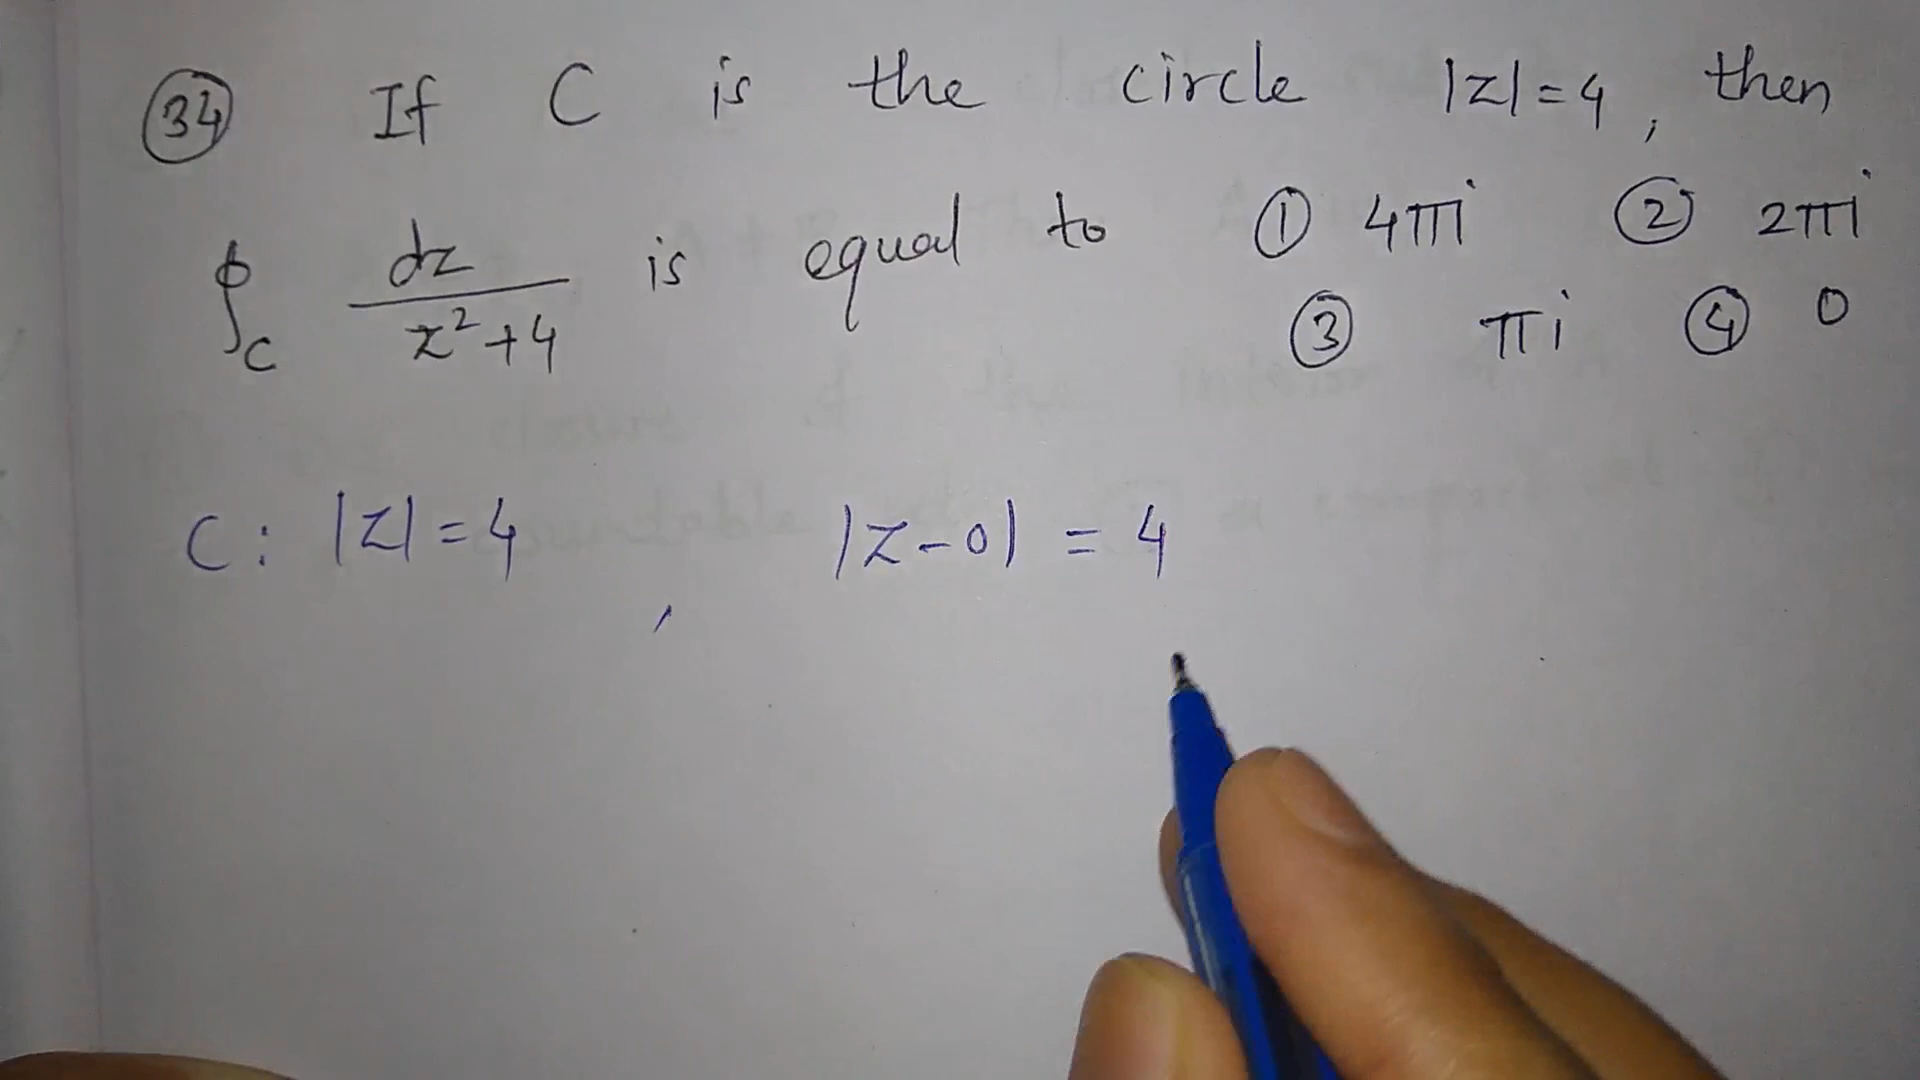 34 If C is the circle |z|=4, then
∮_C dz/(z²+4) is equal to ① 4πi ② 2πi
③ πi ④ 0
C: |z|=4 , |z-0| = 4